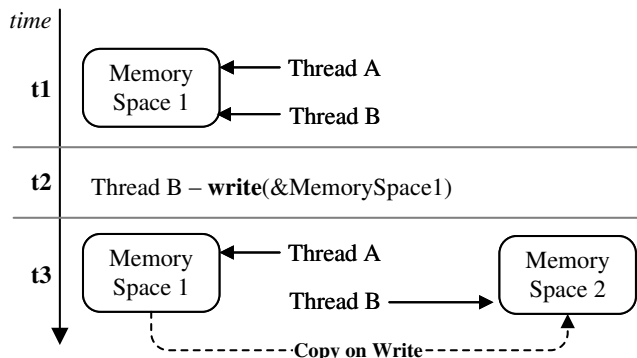 time
t1
Memory
Space 1
Thread A
Thread B
t2
Thread B – write(&MemorySpace1)
t3
Memory
Space 1
Thread A
Thread B
Memory
Space 2
Copy on Write